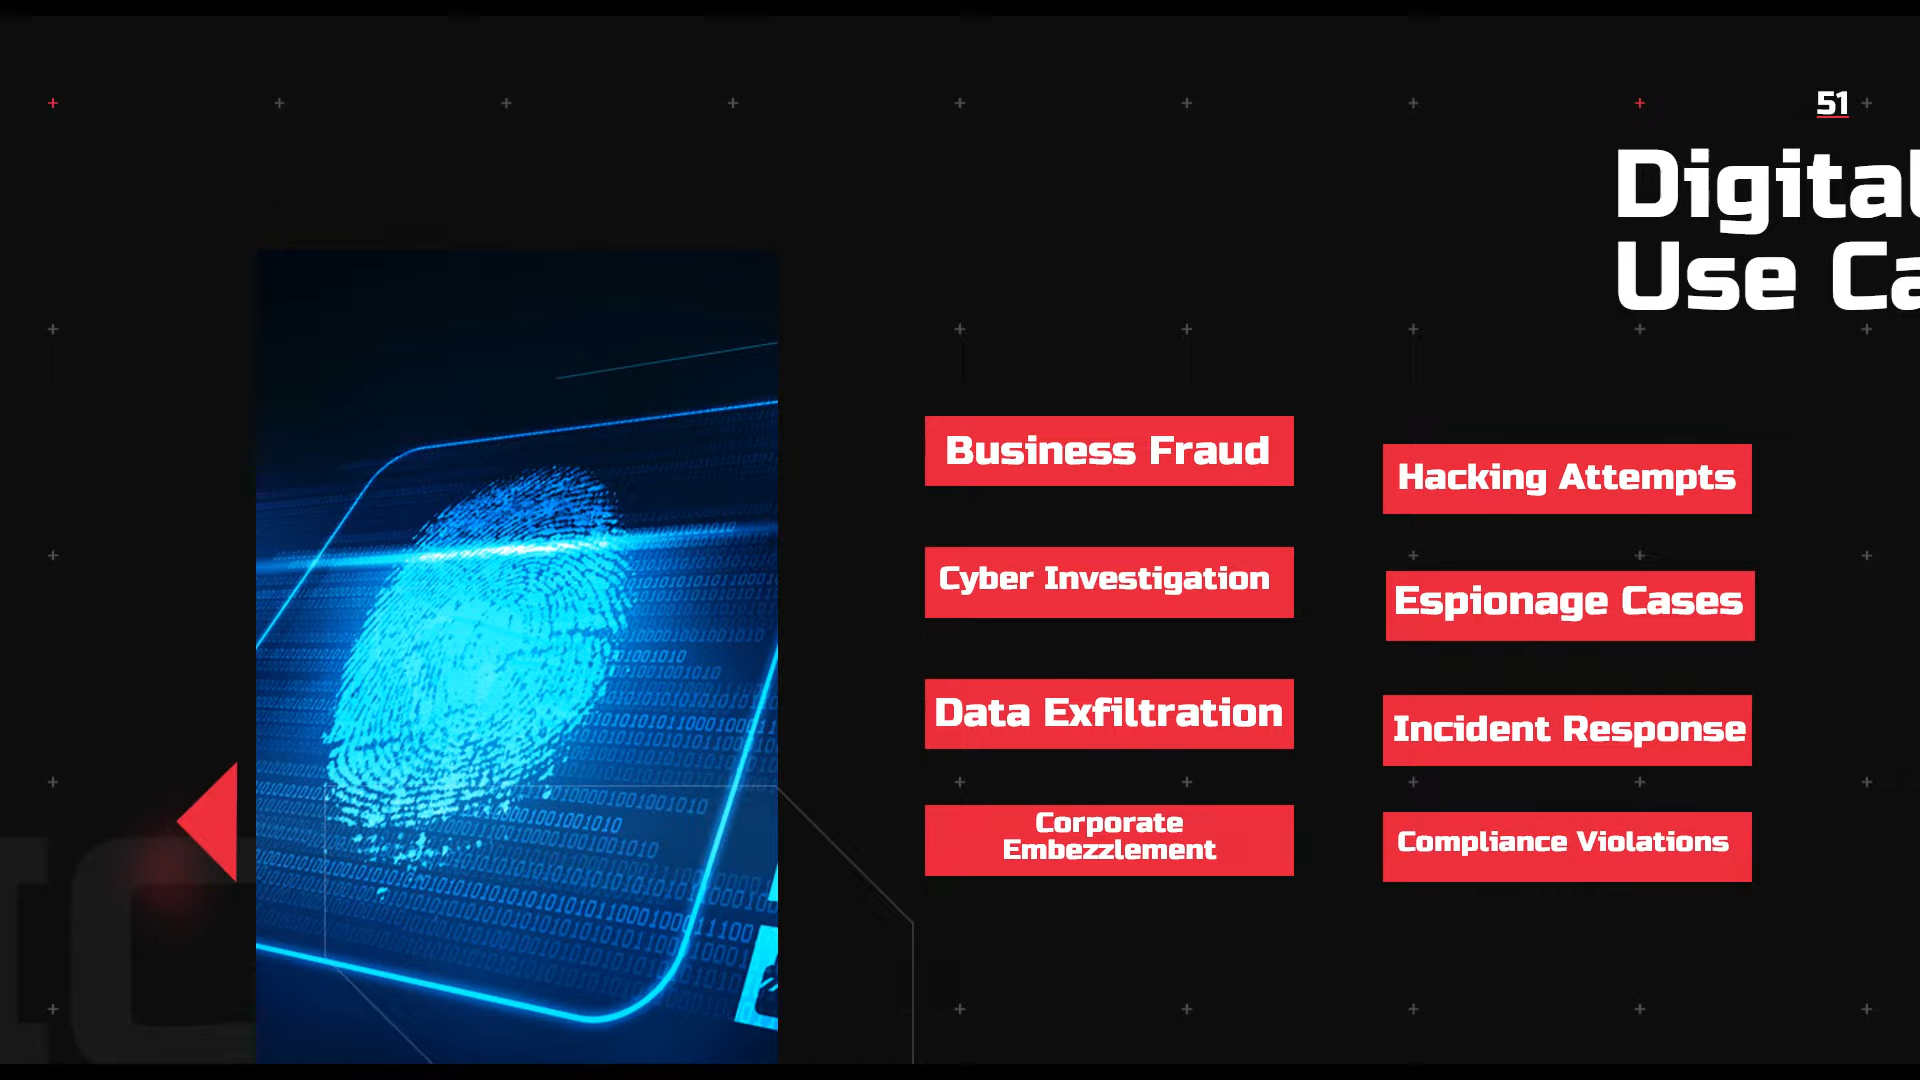 51
Digital
Use Ca
Business Fraud
Cyber Investigation
Data Exfiltration
Corporate
Embezzlement
Hacking Attempts
Espionage Cases
Incident Response
Compliance Violations